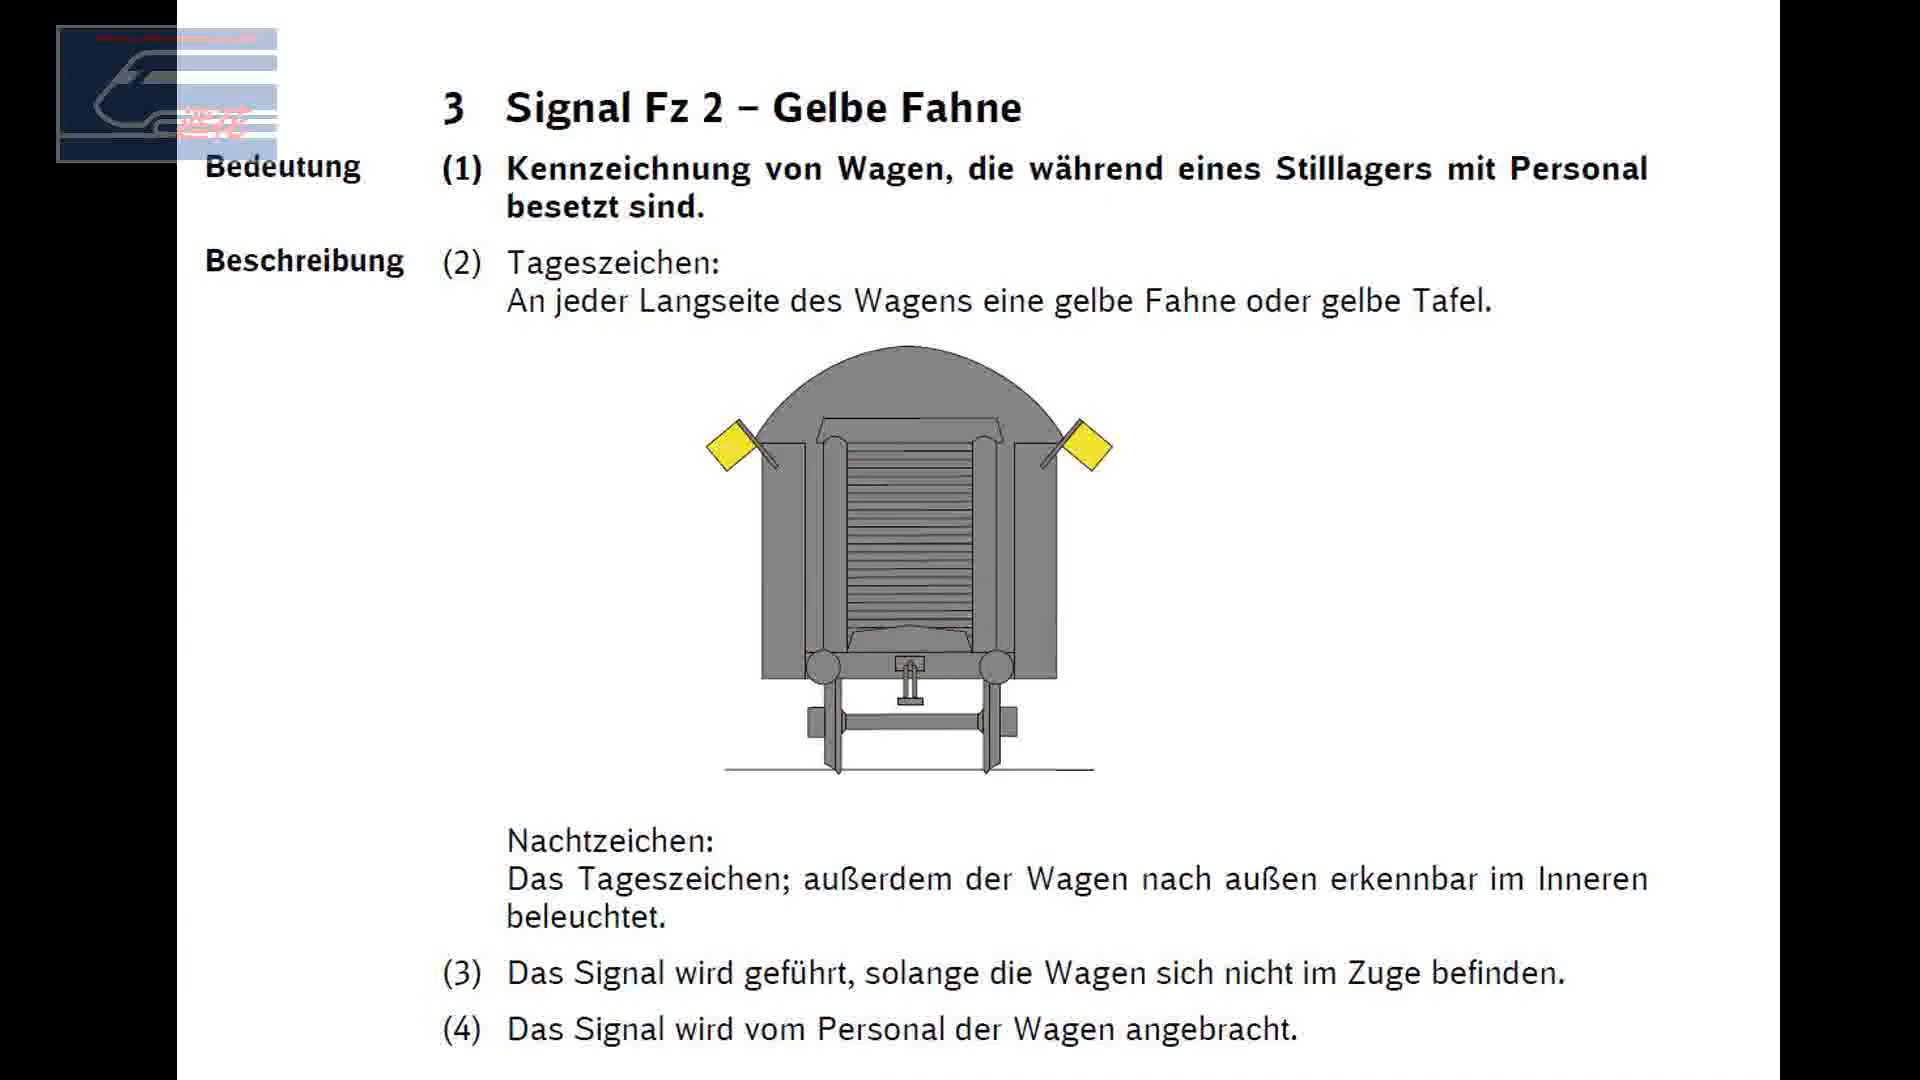 3 Signal Fz 2 – Gelbe Fahne
Bedeutung (1) Kennzeichnung von Wagen, die während eines Stilllagers mit Personal
besetzt sind.
Beschreibung (2) Tageszeichen:
An jeder Langseite des Wagens eine gelbe Fahne oder gelbe Tafel.
Nachtzeichen:
Das Tageszeichen; außerdem der Wagen nach außen erkennbar im Inneren
beleuchtet.
(3) Das Signal wird geführt, solange die Wagen sich nicht im Zuge befinden.
(4) Das Signal wird vom Personal der Wagen angebracht.